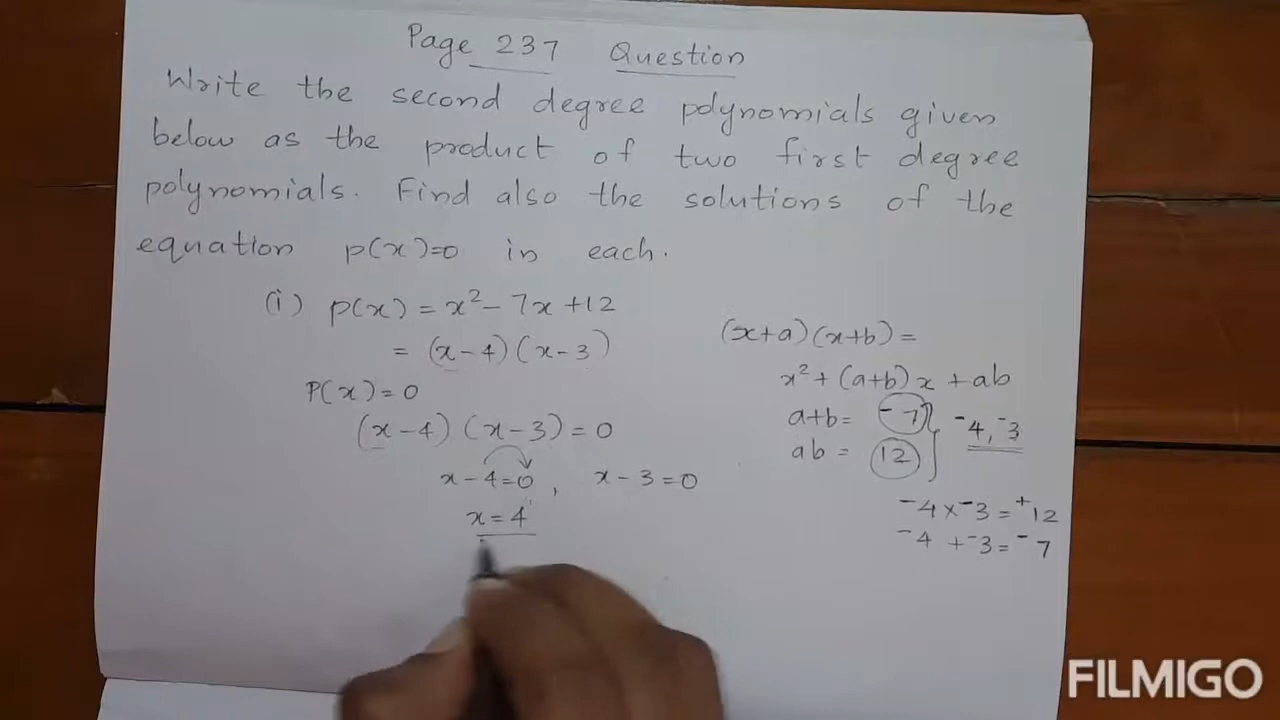 Page 237 Question
Write the second degree polynomials given
below as the product of two first degree
polynomials. Find also the solutions of the
equation p(x)=0 in each.
(i) p(x) = x² - 7x + 12
= (x-4)(x-3)
P(x) = 0
(x-4)(x-3) = 0
x-4=0, x-3=0
x=4
(x+a)(x+b) =
x² + (a+b)x + ab
a+b = -7
ab = 12
-4, -3
-4 x -3 = +12
-4 + -3 = -7
FILMIGO